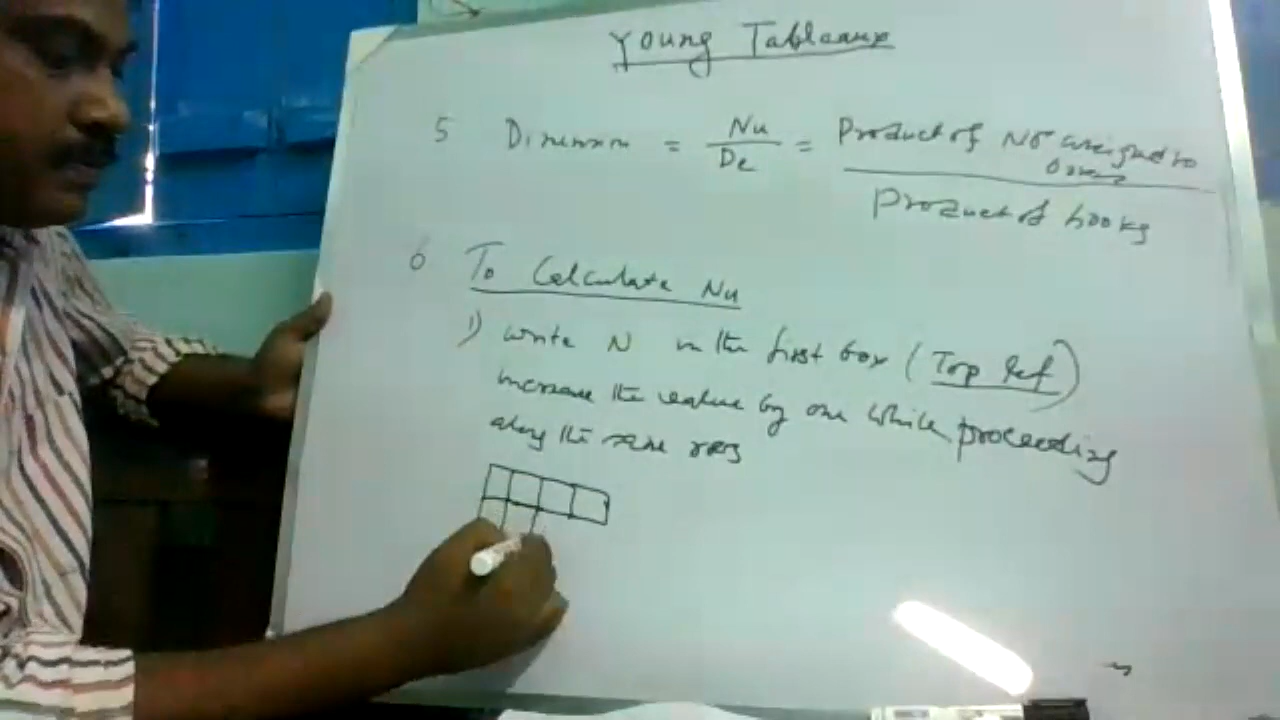 Young Tableaux
5 Dimension = Nu / De = Product of Nos assigned to boxes / Product of hooks
6 To Calculate Nu
1) Write N in the first box (Top left)
increase the value by one while proceeding
along the same row